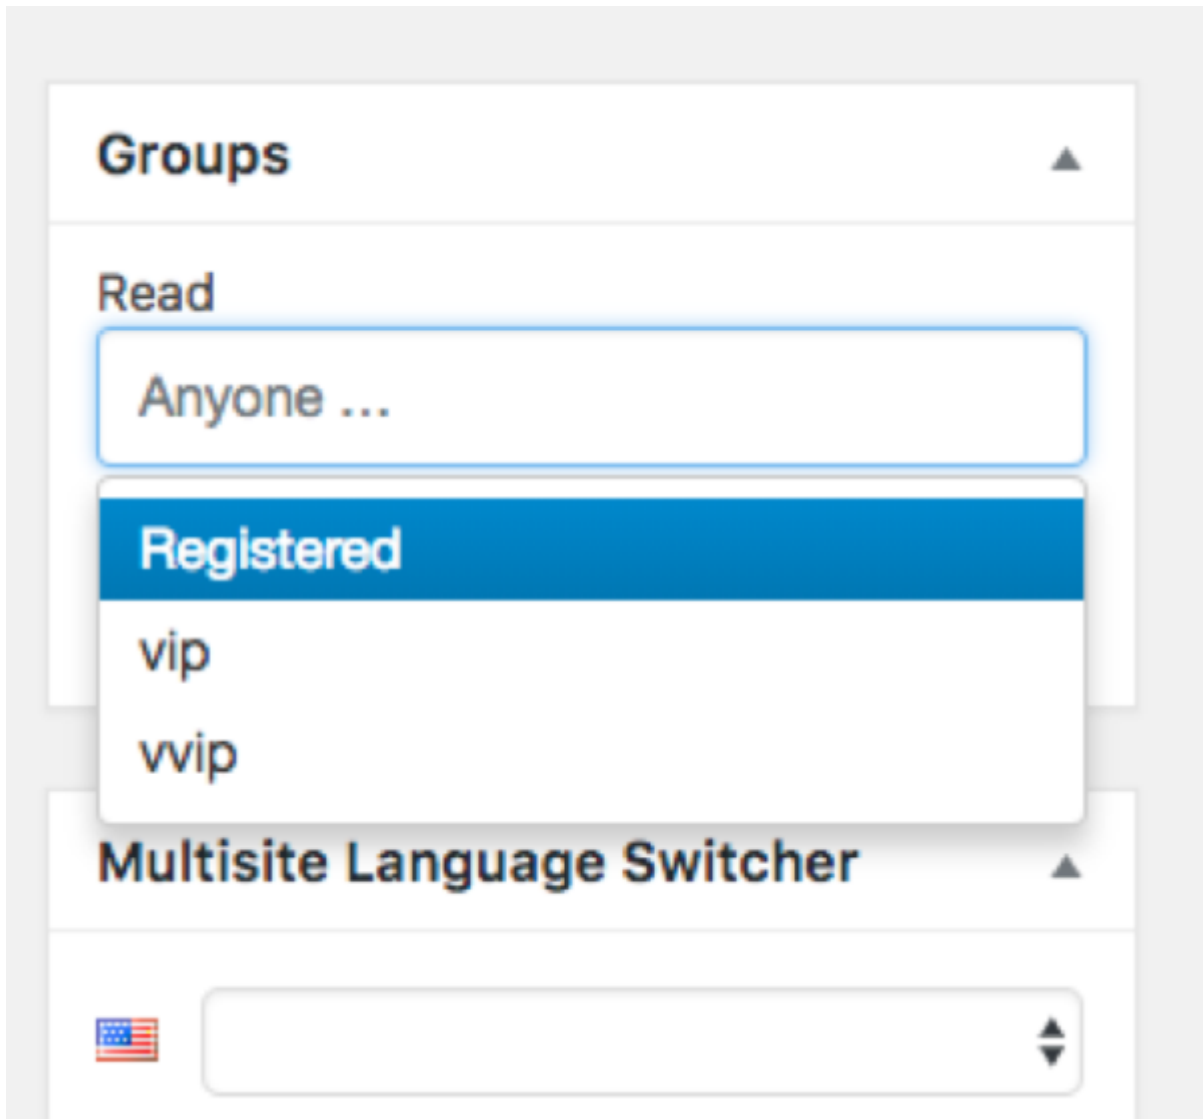 Groups
Read
Anyone ...
Registered
vip
vvip
Multisite Language Switcher